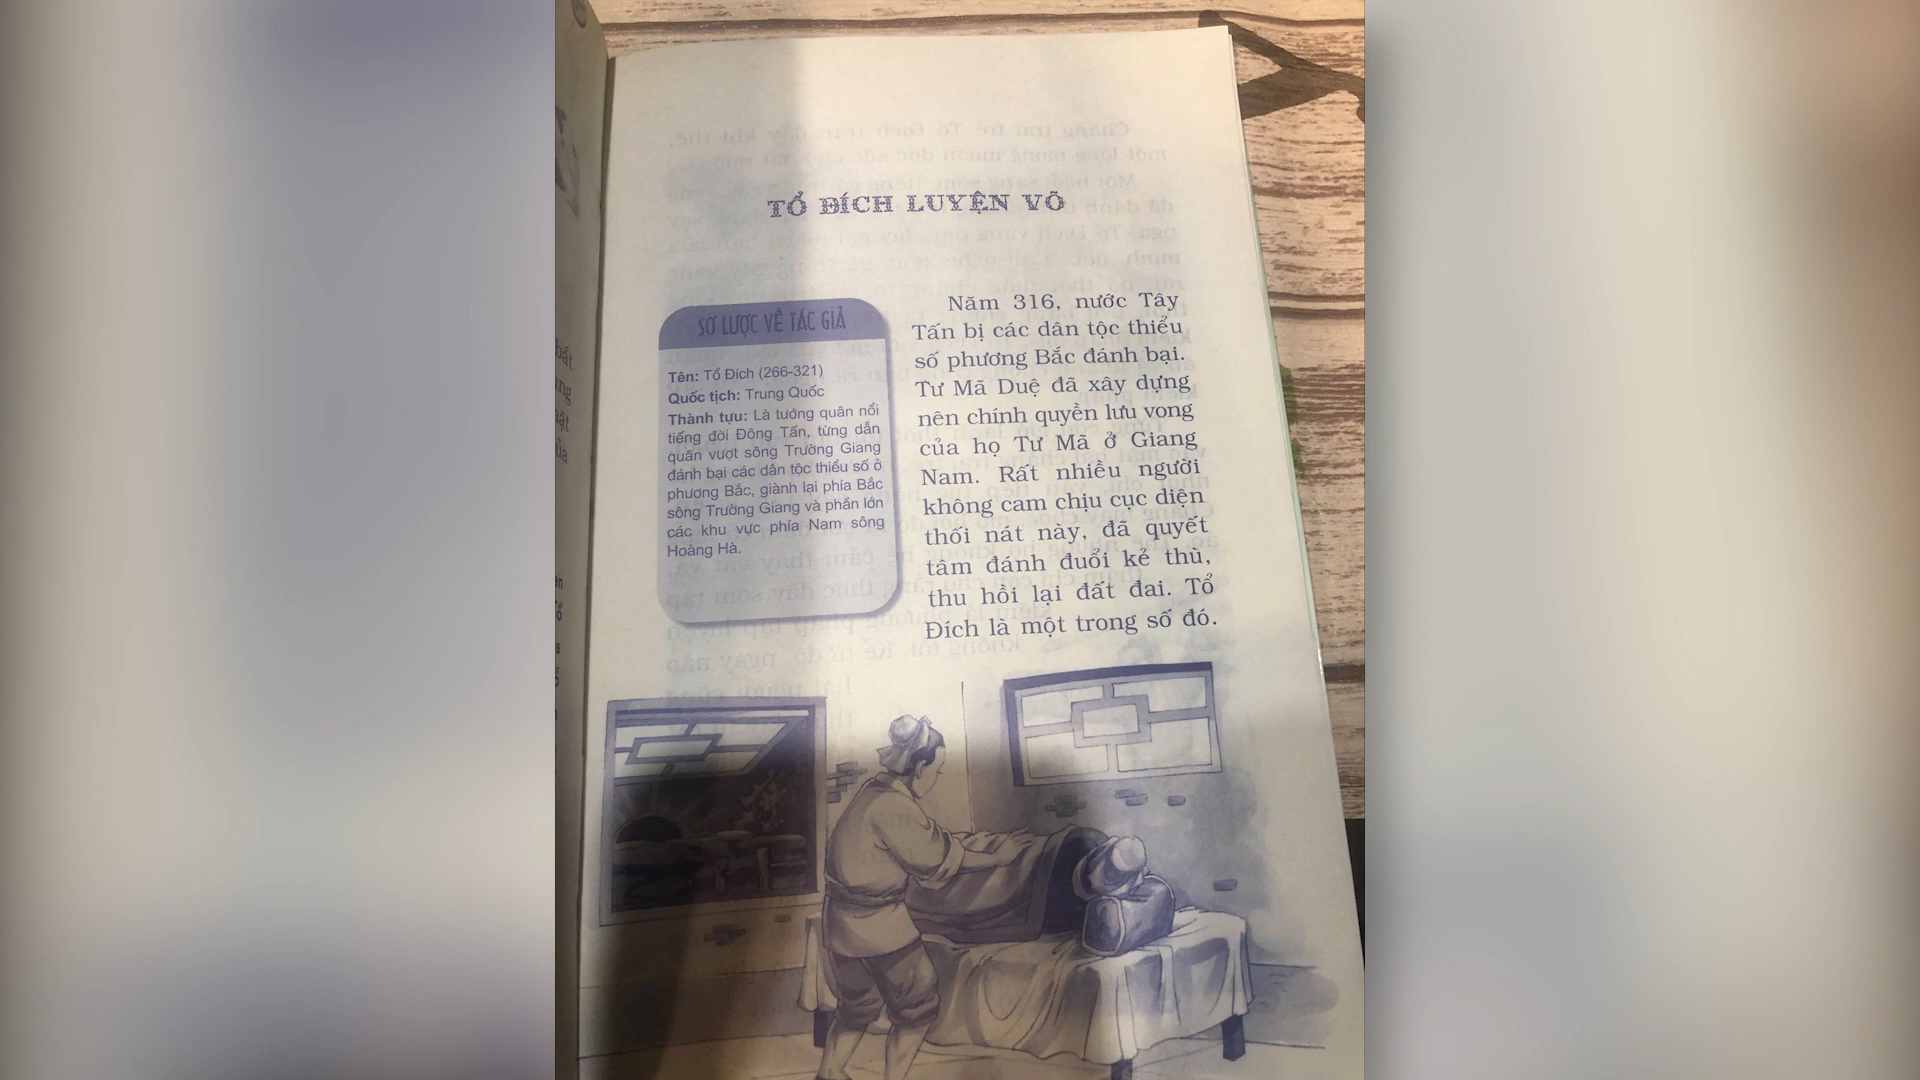 TỔ ĐÍCH LUYỆN VÕ
SƠ LƯỢC VỀ TÁC GIẢ
Tên: Tổ Đích (266-321)
Quốc tịch: Trung Quốc
Thành tựu: Là tướng quân nổi
tiếng đời Đông Tấn, từng dẫn
quân vượt sông Trường Giang
đánh bại các dân tộc thiểu số ở
phương Bắc, giành lại phía Bắc
sông Trường Giang và phần lớn
các khu vực phía Nam sông
Hoàng Hà.
Năm 316, nước Tây
Tấn bị các dân tộc thiểu
số phương Bắc đánh bại.
Tư Mã Duệ đã xây dựng
nên chính quyền lưu vong
của họ Tư Mã ở Giang
Nam. Rất nhiều người
không cam chịu cục diện
thối nát này, đã quyết
tâm đánh đuổi kẻ thù,
thu hồi lại đất đai. Tổ
Đích là một trong số đó.